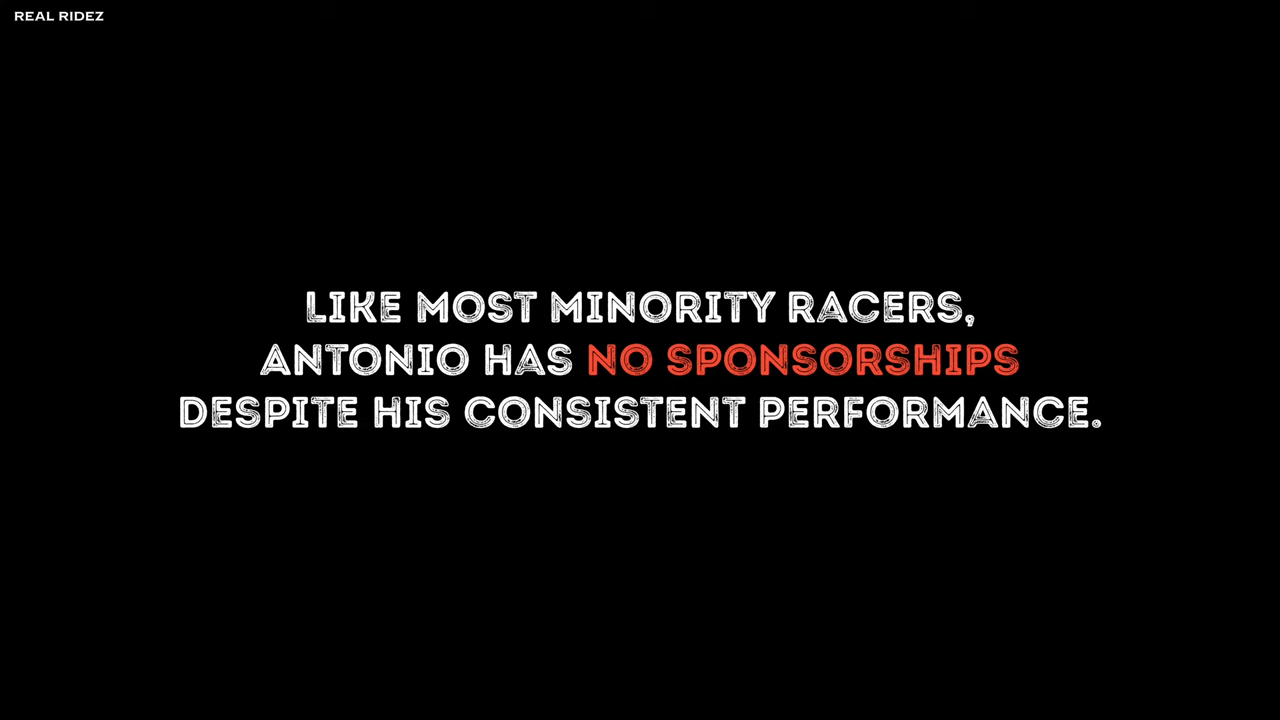 REAL RIDEZ
LIKE MOST MINORITY RACERS,
ANTONIO HAS NO SPONSORSHIPS
DESPITE HIS CONSISTENT PERFORMANCE.